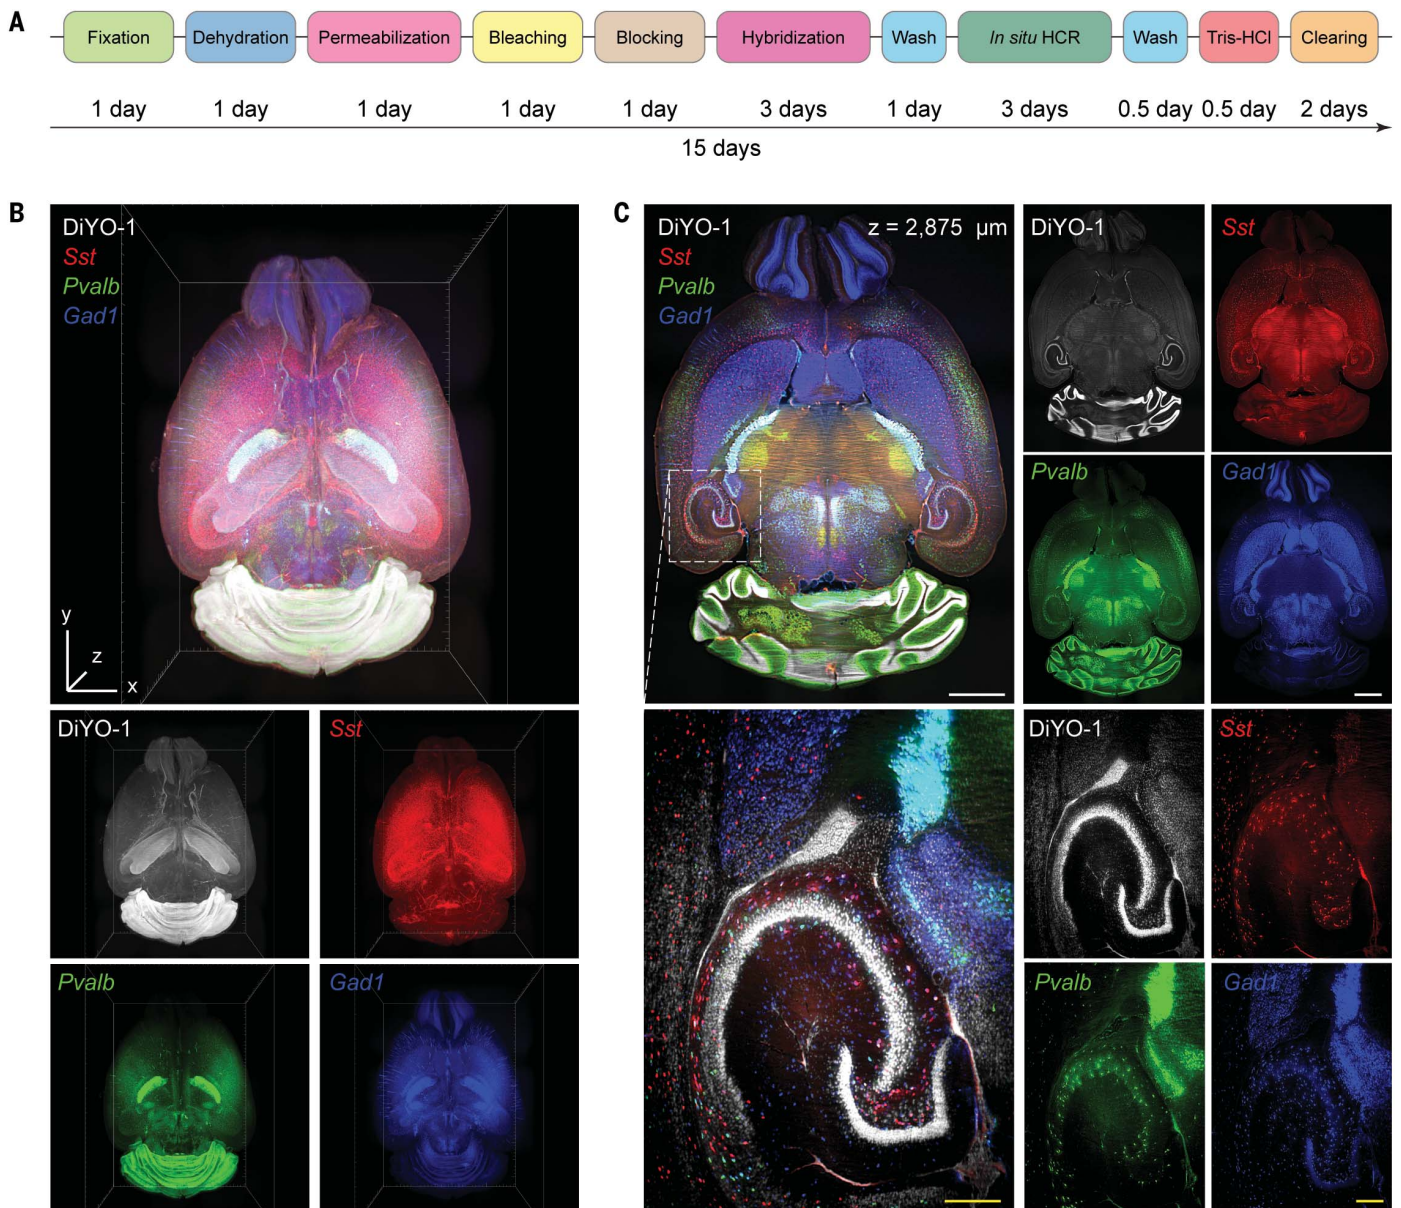 A
Fixation Dehydration Permeabilization Bleaching Blocking Hybridization Wash In situ HCR Wash Tris-HCl Clearing
1 day 1 day 1 day 1 day 1 day 3 days 1 day 3 days 0.5 day 0.5 day 2 days
15 days
B
DiYO-1
Sst
Pvalb
Gad1
y
z
x
DiYO-1
Sst
Pvalb
Gad1
C
DiYO-1 z = 2,875 µm
Sst
Pvalb
Gad1
DiYO-1
Sst
Pvalb
Gad1
DiYO-1
Sst
Pvalb
Gad1